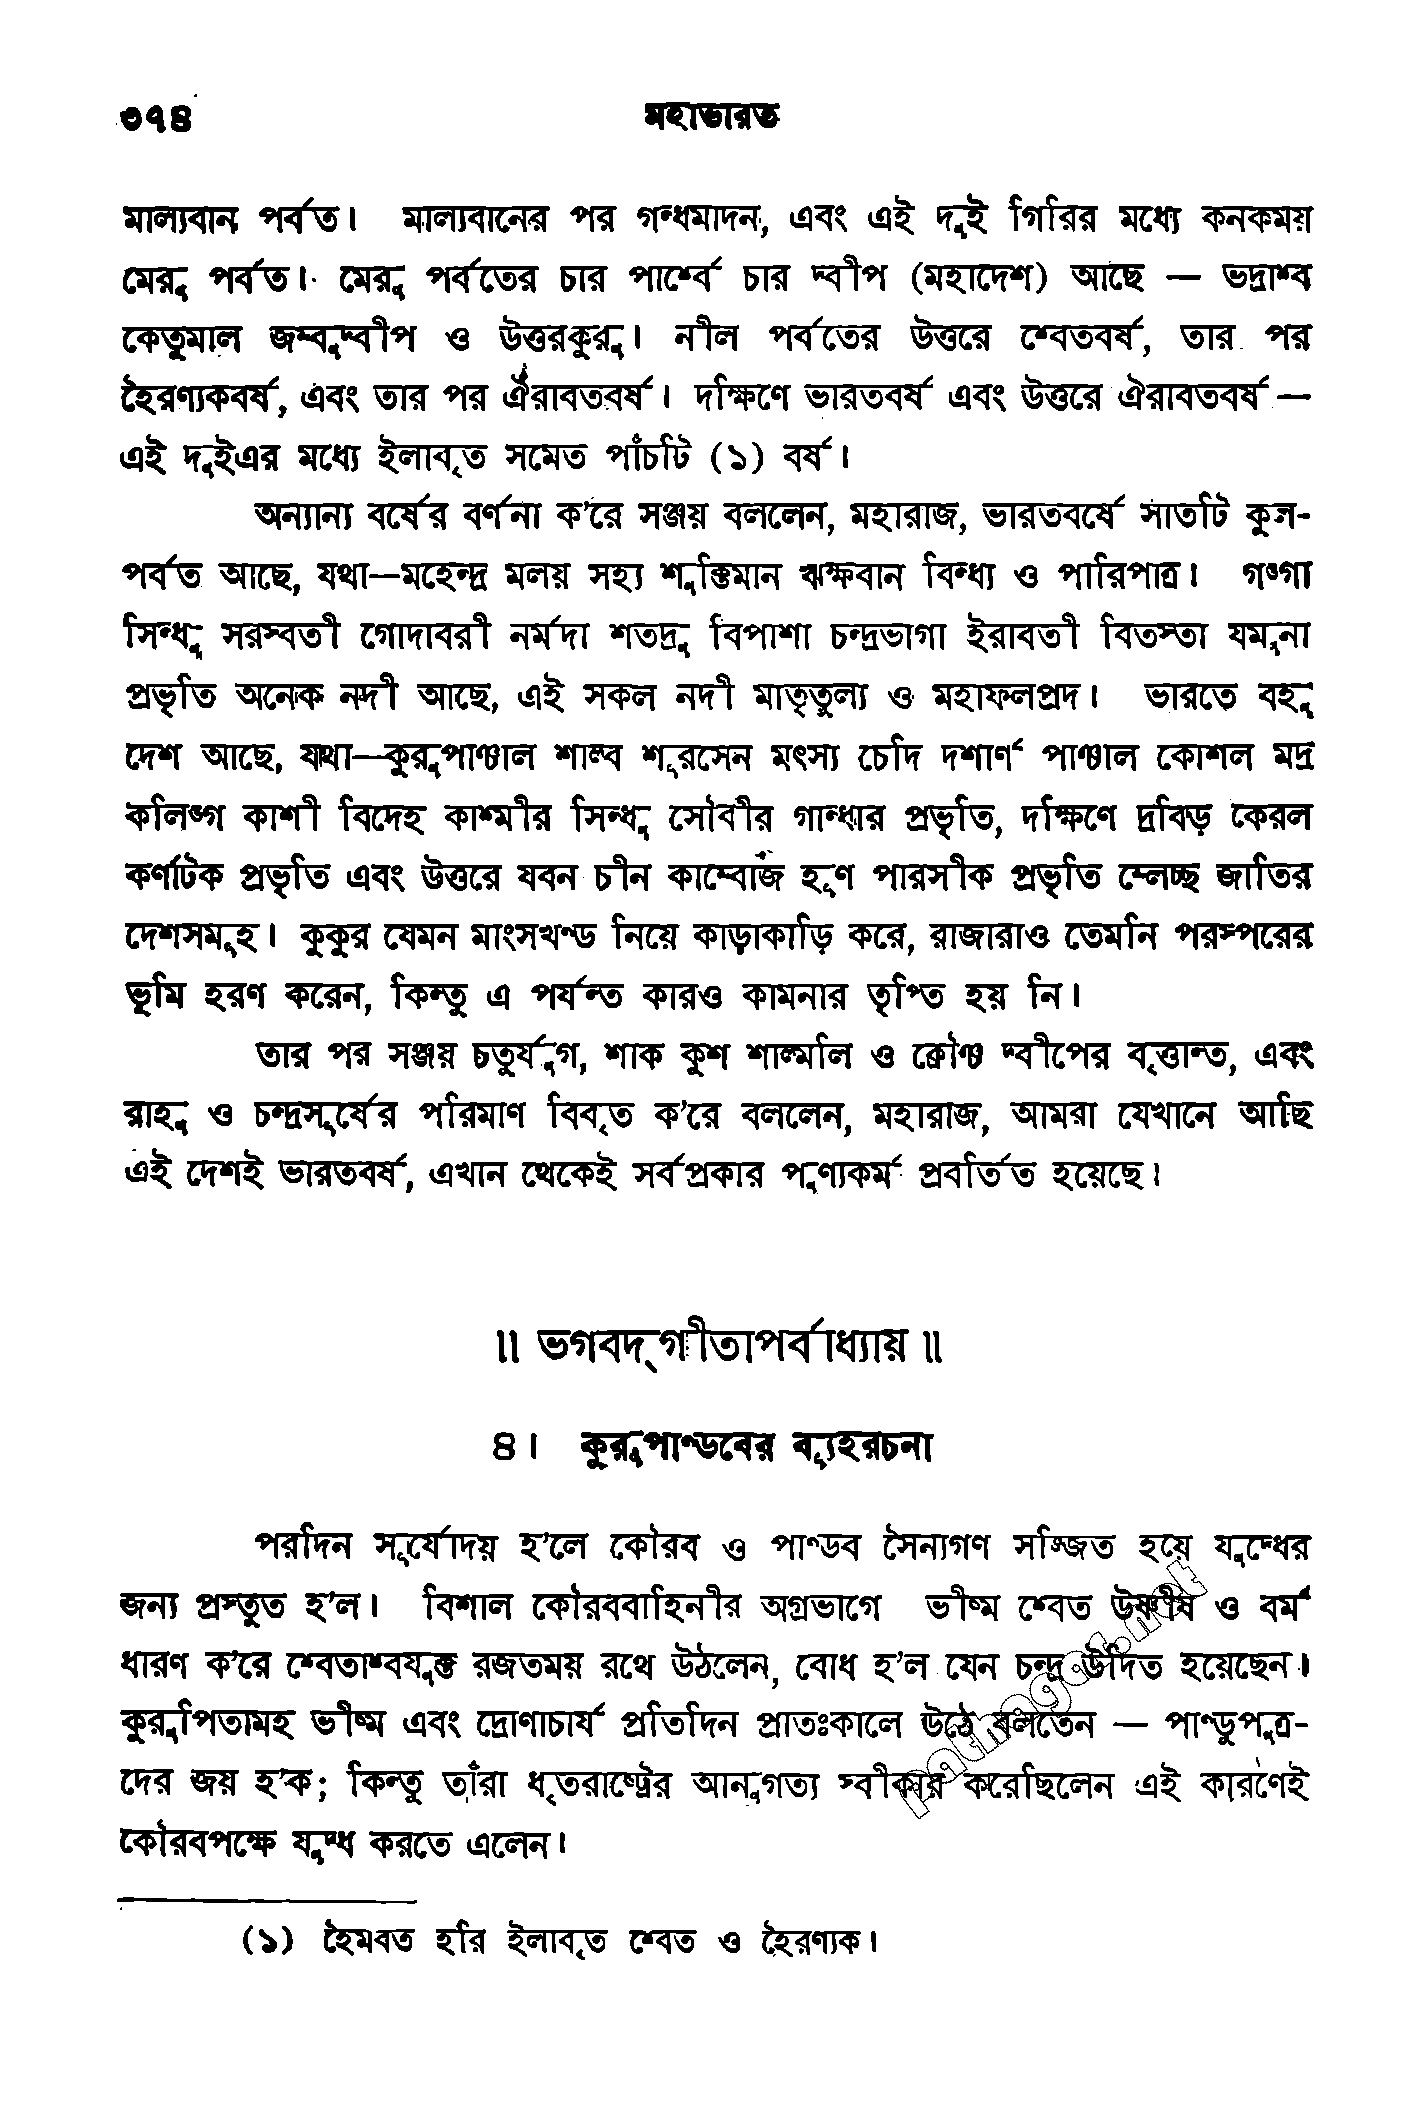 ৩৭৪ মহাভারত
মাল্যবান পর্বত। মাল্যবানের পর গন্ধমাদন, এবং এই দুই গিরির মধ্যে কনকময়
মেরু পর্বত। মেরু পর্বতের চার পার্শ্বে চার দ্বীপ (মহাদেশ) আছে — ভদ্রাশ্ব
কেতুমাল জম্বুদ্বীপ ও উত্তরকুরু। নীল পর্বতের উত্তরে শ্বেতবর্ষ, তার পর
হৈরণ্যকবর্ষ, এবং তার পর ঐরাবতবর্ষ। দক্ষিণে ভারতবর্ষ এবং উত্তরে ঐরাবতবর্ষ —
এই দুইএর মধ্যে ইলাবৃত সমেত পাঁচটি (১) বর্ষ।
অন্যান্য বর্ষের বর্ণনা ক'রে সঞ্জয় বললেন, মহারাজ, ভারতবর্ষে সাতটি কুল-
পর্বত আছে, যথা—মহেন্দ্র মলয় সহ্য শুক্তিমান ঋক্ষবান বিন্ধ্য ও পারিপাত্র। গঙ্গা
সিন্ধু সরস্বতী গোদাবরী নর্মদা শতদ্রু বিপাশা চন্দ্রভাগা ইরাবতী বিতস্তা যমুনা
প্রভৃতি অনেক নদী আছে, এই সকল নদী মাতৃতুল্য ও মহাফলপ্রদ। ভারতে বহু
দেশ আছে, যথা—কুরুপাঞ্চাল শাল্ব শূরসেন মৎস্য চেদি দশার্ণ পাঞ্চাল কোশল মদ্র
কলিঙ্গ কাশী বিদেহ কাশ্মীর সিন্ধু সৌবীর গান্ধার প্রভৃতি, দক্ষিণে দ্রবিড় কেরল
কর্ণাটক প্রভৃতি এবং উত্তরে যবন চীন কাম্বোজ হূণ পারসীক প্রভৃতি ম্লেচ্ছ জাতির
দেশসমূহ। কুকুর যেমন মাংসখণ্ড নিয়ে কাড়াকাড়ি করে, রাজারাও তেমনি পরস্পরের
ভূমি হরণ করেন, কিন্তু এ পর্যন্ত কারও কামনার তৃপ্তি হয় নি।
তার পর সঞ্জয় চতুর্যুগ, শাক কুশ শাল্মলি ও ক্রৌঞ্চ দ্বীপের বৃত্তান্ত, এবং
রাহু ও চন্দ্রসূর্যের পরিমাণ বিবৃত ক'রে বললেন, মহারাজ, আমরা যেখানে আছি
এই দেশই ভারতবর্ষ, এখান থেকেই সর্বপ্রকার পুণ্যকর্ম প্রবর্তিত হয়েছে।
॥ ভগবদ্‌গীতাপর্বাধ্যায় ॥
৪। কুরুপাণ্ডবের ব্যূহরচনা
পরদিন সূর্যোদয় হ'লে কৌরব ও পাণ্ডব সৈন্যগণ সজ্জিত হয়ে যুদ্ধের
জন্য প্রস্তুত হ'ল। বিশাল কৌরববাহিনীর অগ্রভাগে ভীষ্ম শ্বেত উষ্ণীষ ও বর্ম
ধারণ ক'রে শ্বেতাশ্বযুক্ত রজতময় রথে উঠলেন, বোধ হ'ল যেন চন্দ্র উদিত হয়েছেন।
কুরুপিতামহ ভীষ্ম এবং দ্রোণাচার্য প্রতিদিন প্রাতঃকালে উঠে বলতেন — পাণ্ডুপুত্র-
দের জয় হ'ক; কিন্তু তাঁরা ধৃতরাষ্ট্রের আনুগত্য স্বীকার করেছিলেন এই কারণেই
কৌরবপক্ষে যুদ্ধ করতে এলেন।
(১) হৈমবত হরি ইলাবৃত শ্বেত ও হৈরণ্যক।
pathagar.net